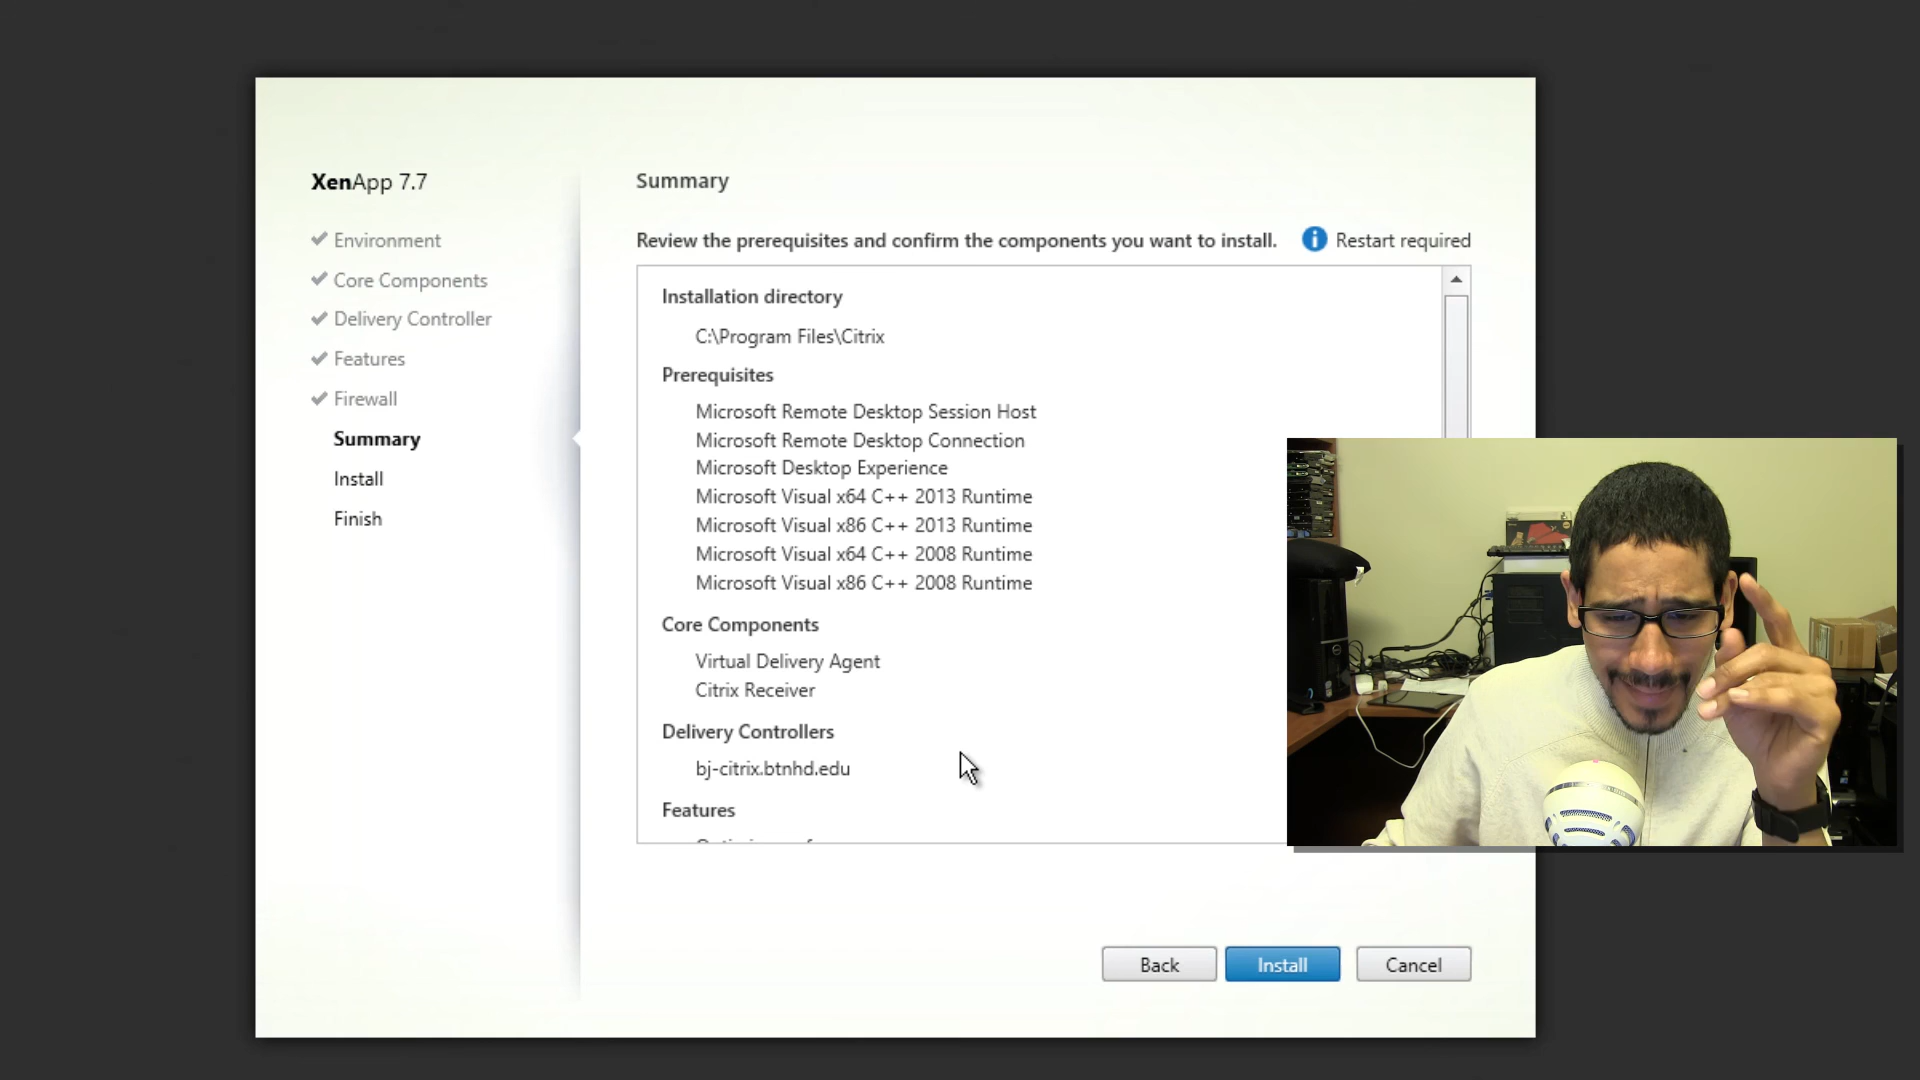 XenApp 7.7
Environment
Core Components
Delivery Controller
Features
Firewall
Summary
Install
Finish
Summary
Review the prerequisites and confirm the components you want to install.
Restart required
Installation directory
C:\Program Files\Citrix
Prerequisites
Microsoft Remote Desktop Session Host
Microsoft Remote Desktop Connection
Microsoft Desktop Experience
Microsoft Visual x64 C++ 2013 Runtime
Microsoft Visual x86 C++ 2013 Runtime
Microsoft Visual x64 C++ 2008 Runtime
Microsoft Visual x86 C++ 2008 Runtime
Core Components
Virtual Delivery Agent
Citrix Receiver
Delivery Controllers
bj-citrix.btnhd.edu
Features
Back
Install
Cancel